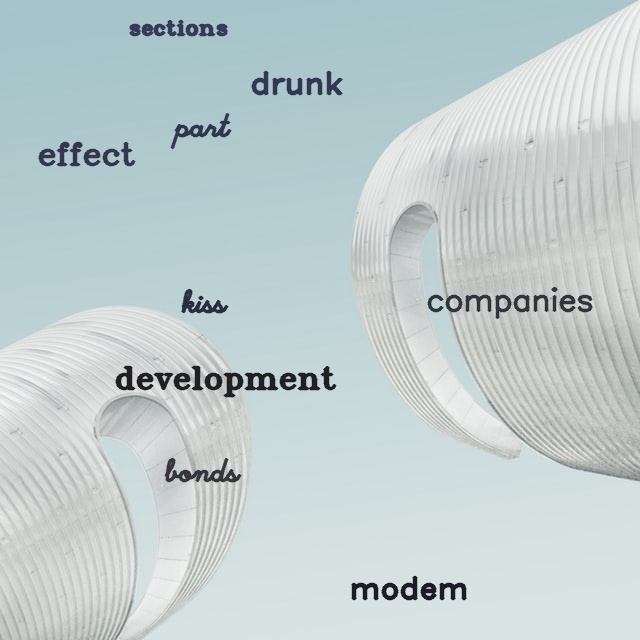 sections
drunk
part
effect
kiss
companies
development
bonds
modem